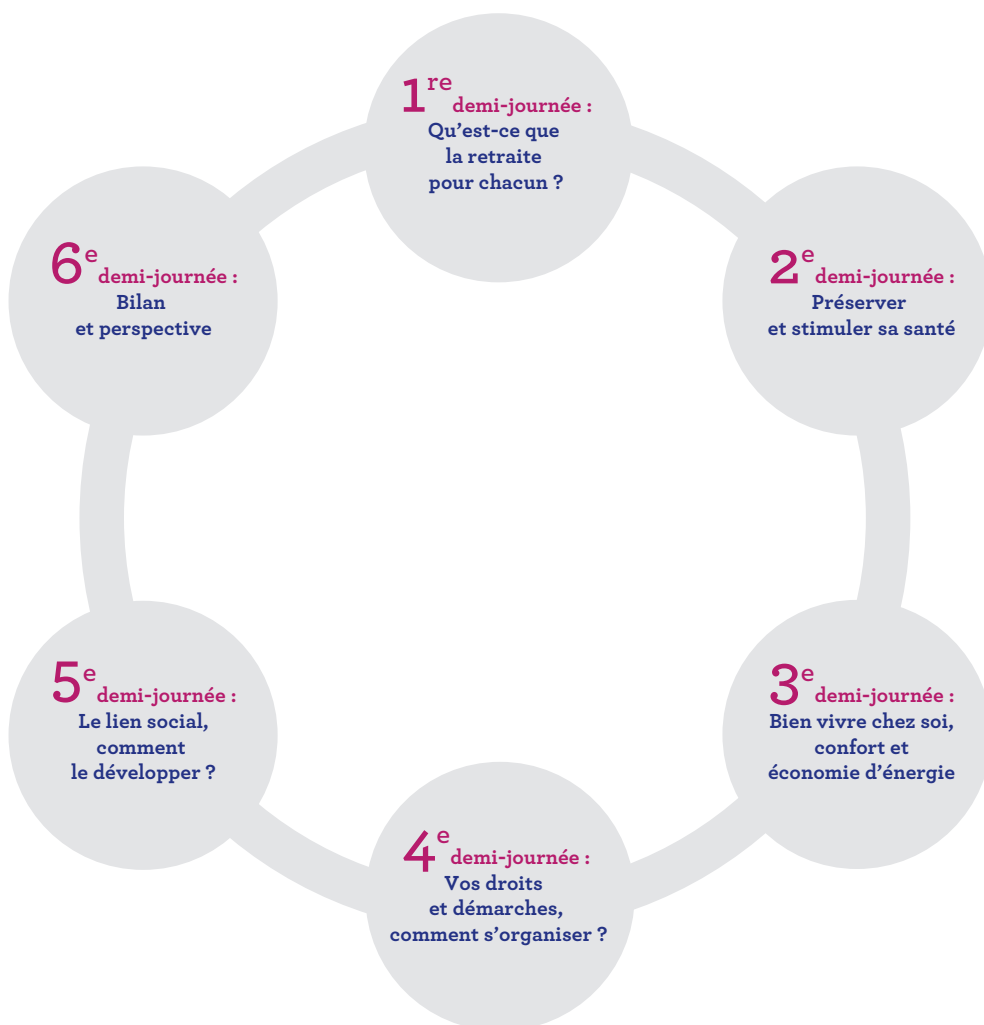 1re demi-journée :
Qu’est-ce que
la retraite
pour chacun ?
2e demi-journée :
Préserver
et stimuler sa santé
3e demi-journée :
Bien vivre chez soi,
confort et
économie d’énergie
4e demi-journée :
Vos droits
et démarches,
comment s’organiser ?
5e demi-journée :
Le lien social,
comment
le développer ?
6e demi-journée :
Bilan
et perspective